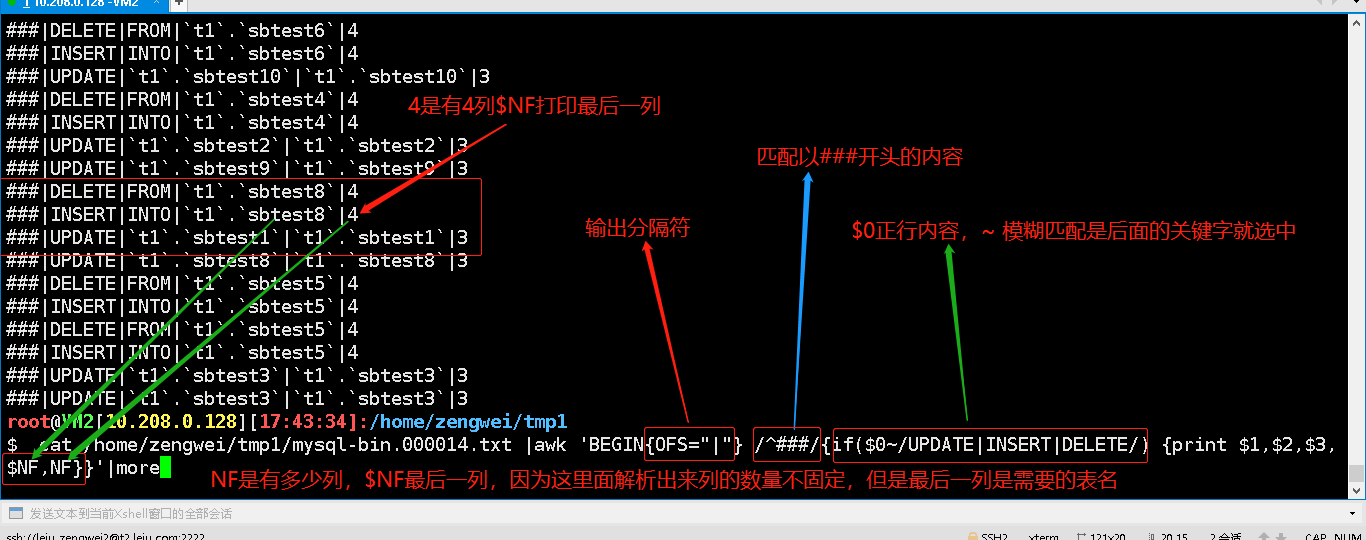 1 10.208.0.128 -VM2
###|DELETE|FROM|`t1`.`sbtest6`|4
###|INSERT|INTO|`t1`.`sbtest6`|4
###|UPDATE|`t1`.`sbtest10`|`t1`.`sbtest10`|3
###|DELETE|FROM|`t1`.`sbtest4`|4
###|INSERT|INTO|`t1`.`sbtest4`|4
4是有4列$NF打印最后一列
###|UPDATE|`t1`.`sbtest2`|`t1`.`sbtest2`|3
###|UPDATE|`t1`.`sbtest9`|`t1`.`sbtest9`|3
匹配以###开头的内容
###|DELETE|FROM|`t1`.`sbtest8`|4
###|INSERT|INTO|`t1`.`sbtest8`|4
输出分隔符
$0正行内容，~ 模糊匹配是后面的关键字就选中
###|UPDATE|`t1`.`sbtest1`|`t1`.`sbtest1`|3
###|UPDATE|`t1`.`sbtest8`|`t1`.`sbtest8`|3
###|DELETE|FROM|`t1`.`sbtest5`|4
###|INSERT|INTO|`t1`.`sbtest5`|4
###|DELETE|FROM|`t1`.`sbtest5`|4
###|INSERT|INTO|`t1`.`sbtest5`|4
###|UPDATE|`t1`.`sbtest3`|`t1`.`sbtest3`|3
###|UPDATE|`t1`.`sbtest3`|`t1`.`sbtest3`|3
root@VM2[10.208.0.128][17:43:34]:/home/zengwei/tmp1
$ cat /home/zengwei/tmp1/mysql-bin.000014.txt |awk 'BEGIN{OFS="|"} /^###/{if($0~/UPDATE|INSERT|DELETE/) {print $1,$2,$3,
$NF,NF}}'|more
NF是有多少列，$NF最后一列，因为这里面解析出来列的数量不固定，但是最后一列是需要的表名
发送文本到当前Xshell窗口的全部会话
ssh://leju_zengwei2@t2.leju.com:2222
SSH2 xterm 121x20 20,15 2 会话 CAP NUM